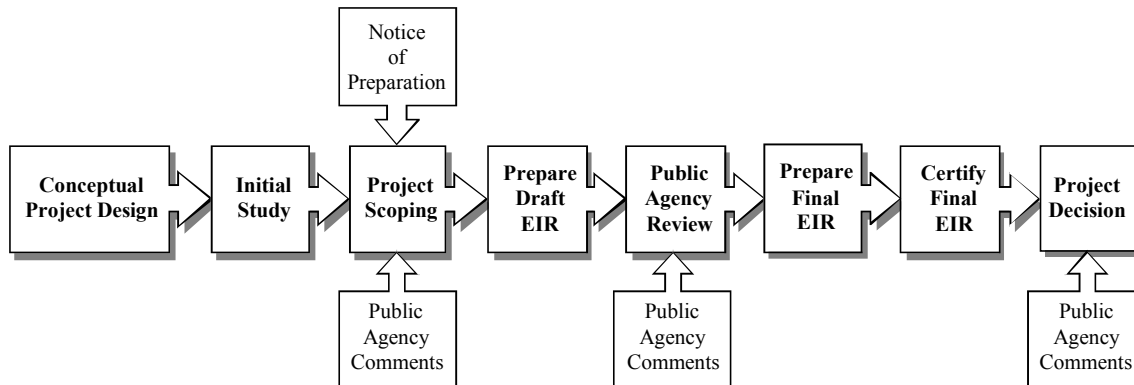 Notice
of
Preparation
Conceptual
Project Design
Initial
Study
Project
Scoping
Prepare
Draft
EIR
Public
Agency
Review
Prepare
Final
EIR
Certify
Final
EIR
Project
Decision
Public
Agency
Comments
Public
Agency
Comments
Public
Agency
Comments